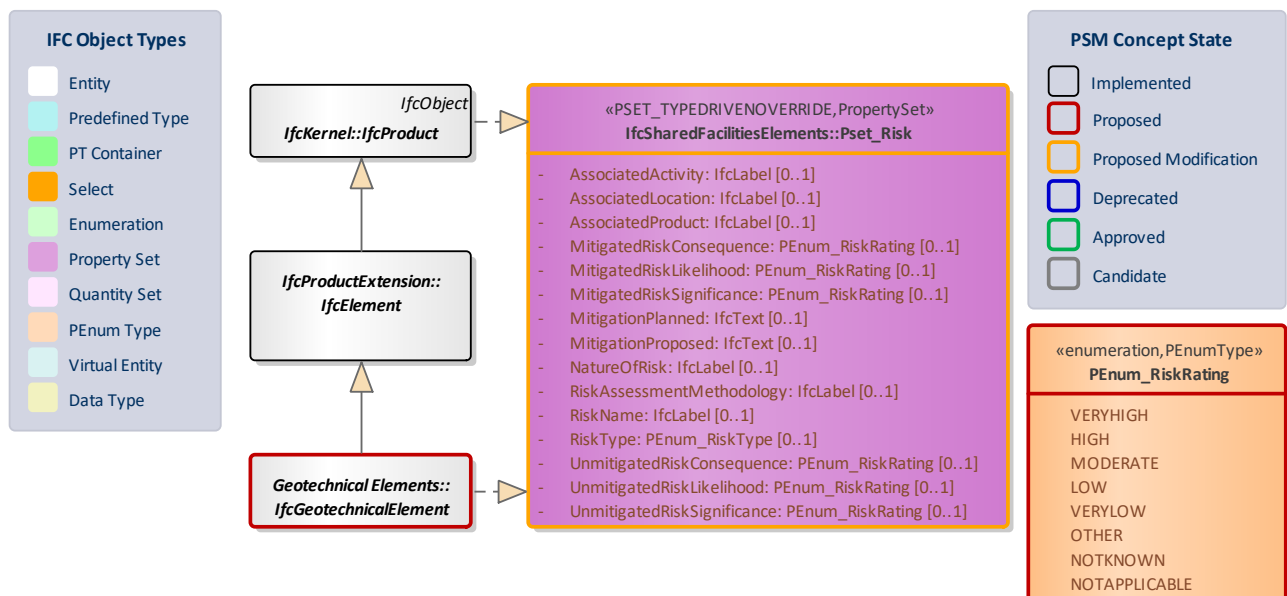 IFC Object Types
Entity
Predefined Type
PT Container
Select
Enumeration
Property Set
Quantity Set
PEnum Type
Virtual Entity
Data Type
IfcObject
IfcKernel::IfcProduct
IfcProductExtension::
IfcElement
Geotechnical Elements::
IfcGeotechnicalElement
«PSET_TYPEDRIVENOVERRIDE,PropertySet»
IfcSharedFacilitiesElements::Pset_Risk
- AssociatedActivity: IfcLabel [0..1]
- AssociatedLocation: IfcLabel [0..1]
- AssociatedProduct: IfcLabel [0..1]
- MitigatedRiskConsequence: PEnum_RiskRating [0..1]
- MitigatedRiskLikelihood: PEnum_RiskRating [0..1]
- MitigatedRiskSignificance: PEnum_RiskRating [0..1]
- MitigationPlanned: IfcText [0..1]
- MitigationProposed: IfcText [0..1]
- NatureOfRisk: IfcLabel [0..1]
- RiskAssessmentMethodology: IfcLabel [0..1]
- RiskName: IfcLabel [0..1]
- RiskType: PEnum_RiskType [0..1]
- UnmitigatedRiskConsequence: PEnum_RiskRating [0..1]
- UnmitigatedRiskLikelihood: PEnum_RiskRating [0..1]
- UnmitigatedRiskSignificance: PEnum_RiskRating [0..1]
PSM Concept State
Implemented
Proposed
Proposed Modification
Deprecated
Approved
Candidate
«enumeration,PEnumType»
PEnum_RiskRating
VERYHIGH
HIGH
MODERATE
LOW
VERYLOW
OTHER
NOTKNOWN
NOTAPPLICABLE